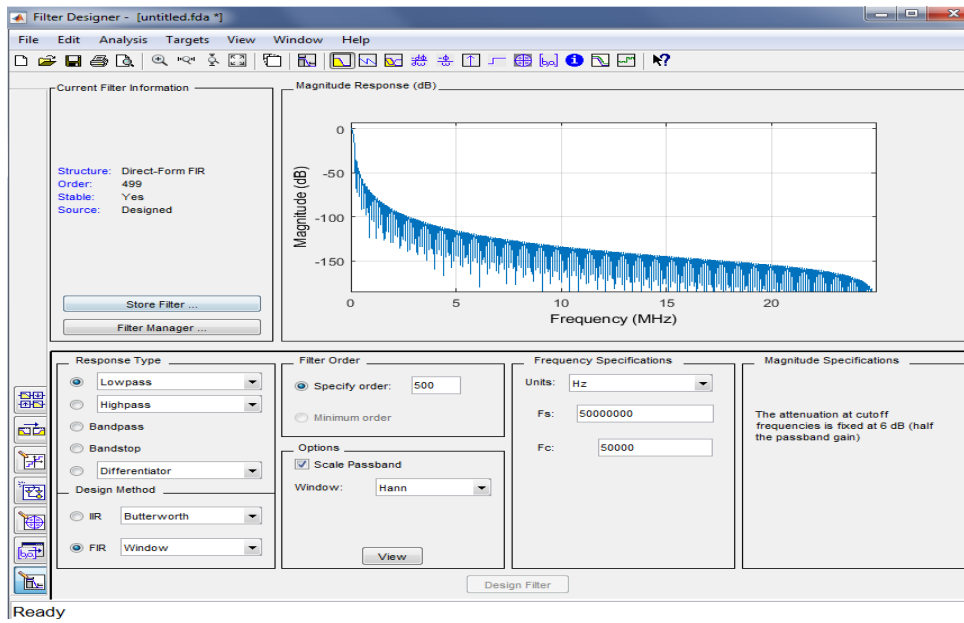 Filter Designer - [untitled.fda *]
File Edit Analysis Targets View Window Help
Current Filter Information
Structure: Direct-Form FIR
Order: 499
Stable: Yes
Source: Designed
Store Filter ...
Filter Manager ...
Magnitude Response (dB)
Magnitude (dB)
0
-50
-100
-150
0 5 10 15 20
Frequency (MHz)
Response Type
Lowpass
Highpass
Bandpass
Bandstop
Differentiator
Design Method
IIR Butterworth
FIR Window
Filter Order
Specify order: 500
Minimum order
Options
Scale Passband
Window: Hann
View
Frequency Specifications
Units: Hz
Fs: 50000000
Fc: 50000
Magnitude Specifications
The attenuation at cutoff
frequencies is fixed at 6 dB (half
the passband gain)
Design Filter
Ready